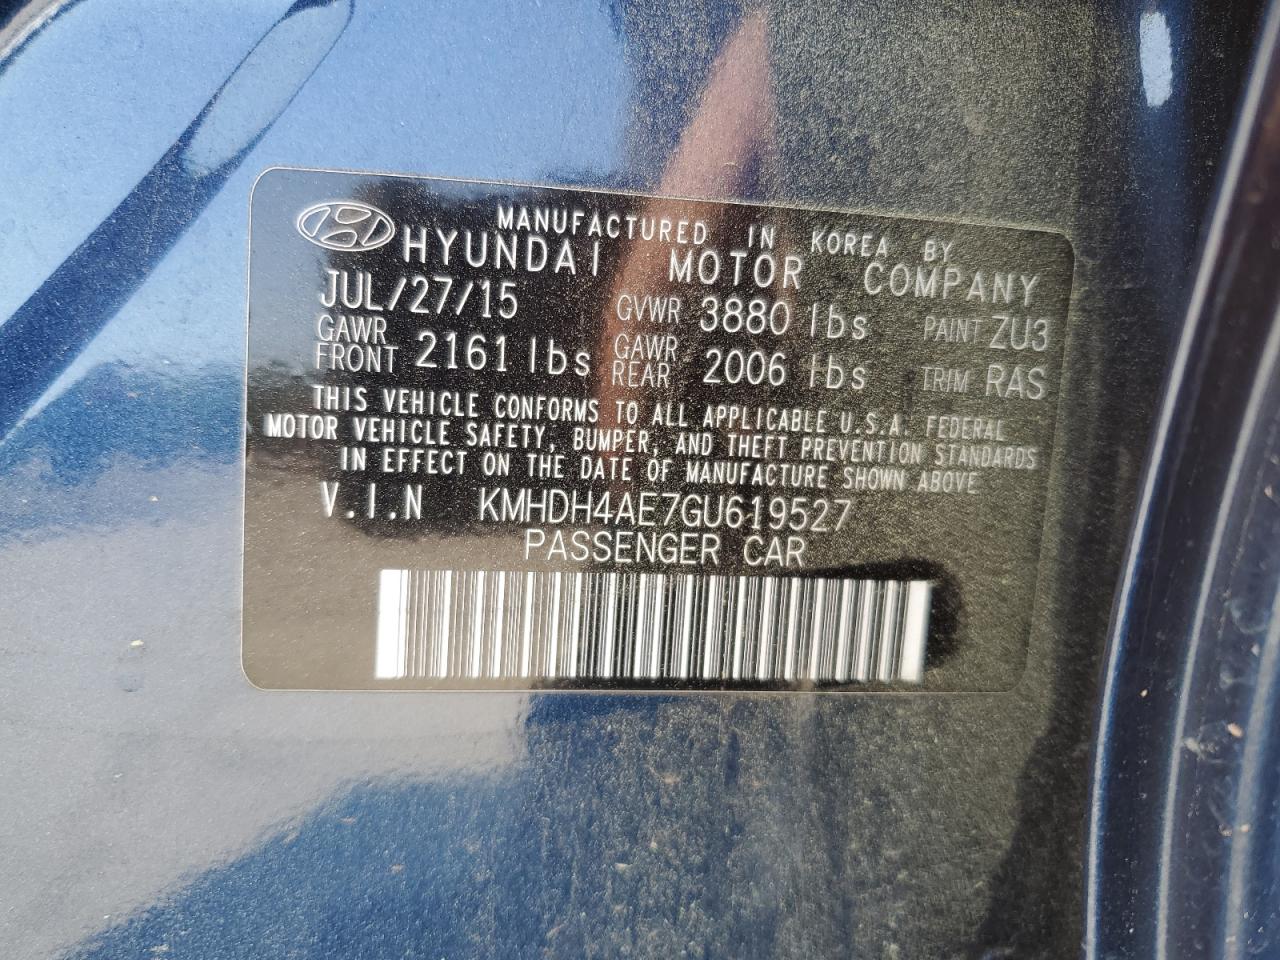 MANUFACTURED IN KOREA BY
HYUNDAI MOTOR COMPANY
JUL/27/15 GVWR 3880 lbs PAINT ZU3
GAWR FRONT 2161 lbs GAWR REAR 2006 lbs TRIM RAS
THIS VEHICLE CONFORMS TO ALL APPLICABLE U.S.A. FEDERAL
MOTOR VEHICLE SAFETY, BUMPER, AND THEFT PREVENTION STANDARDS
IN EFFECT ON THE DATE OF MANUFACTURE SHOWN ABOVE
V.I.N KMHDH4AE7GU619527
PASSENGER CAR